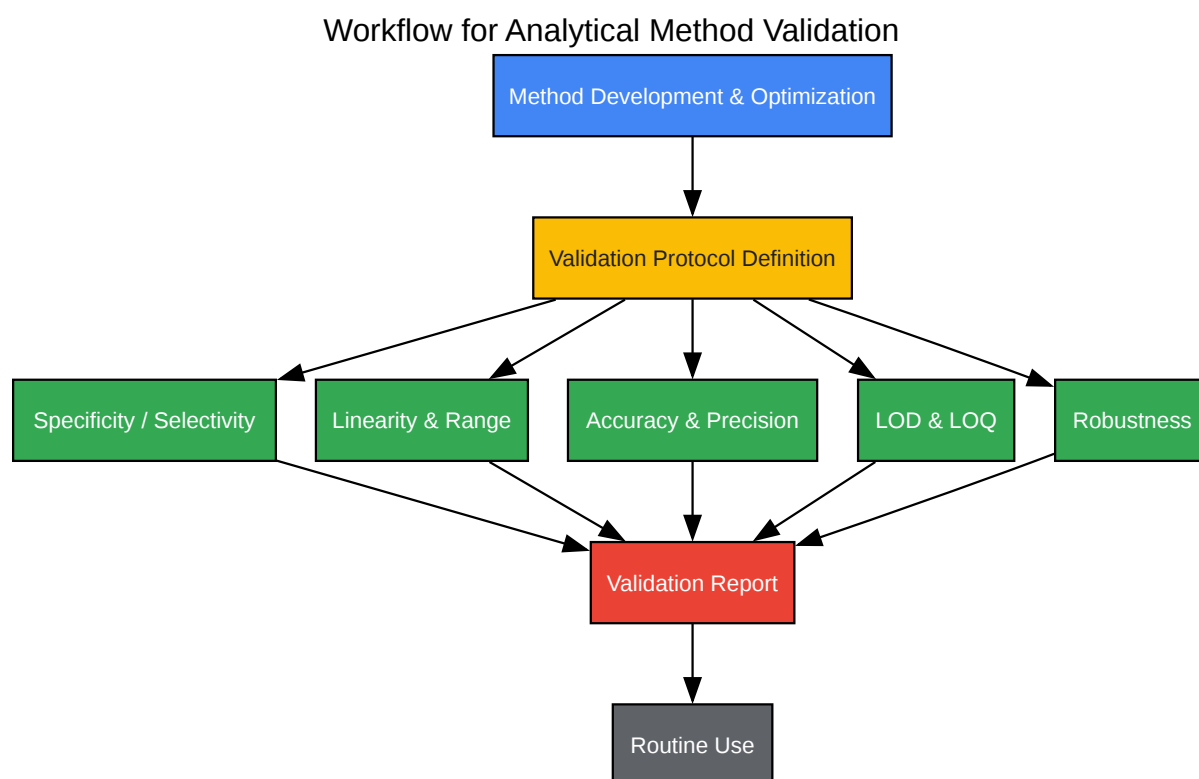 Workflow for Analytical Method Validation
Method Development & Optimization
Validation Protocol Definition
Specificity / Selectivity
Linearity & Range
Accuracy & Precision
LOD & LOQ
Robustness
Validation Report
Routine Use